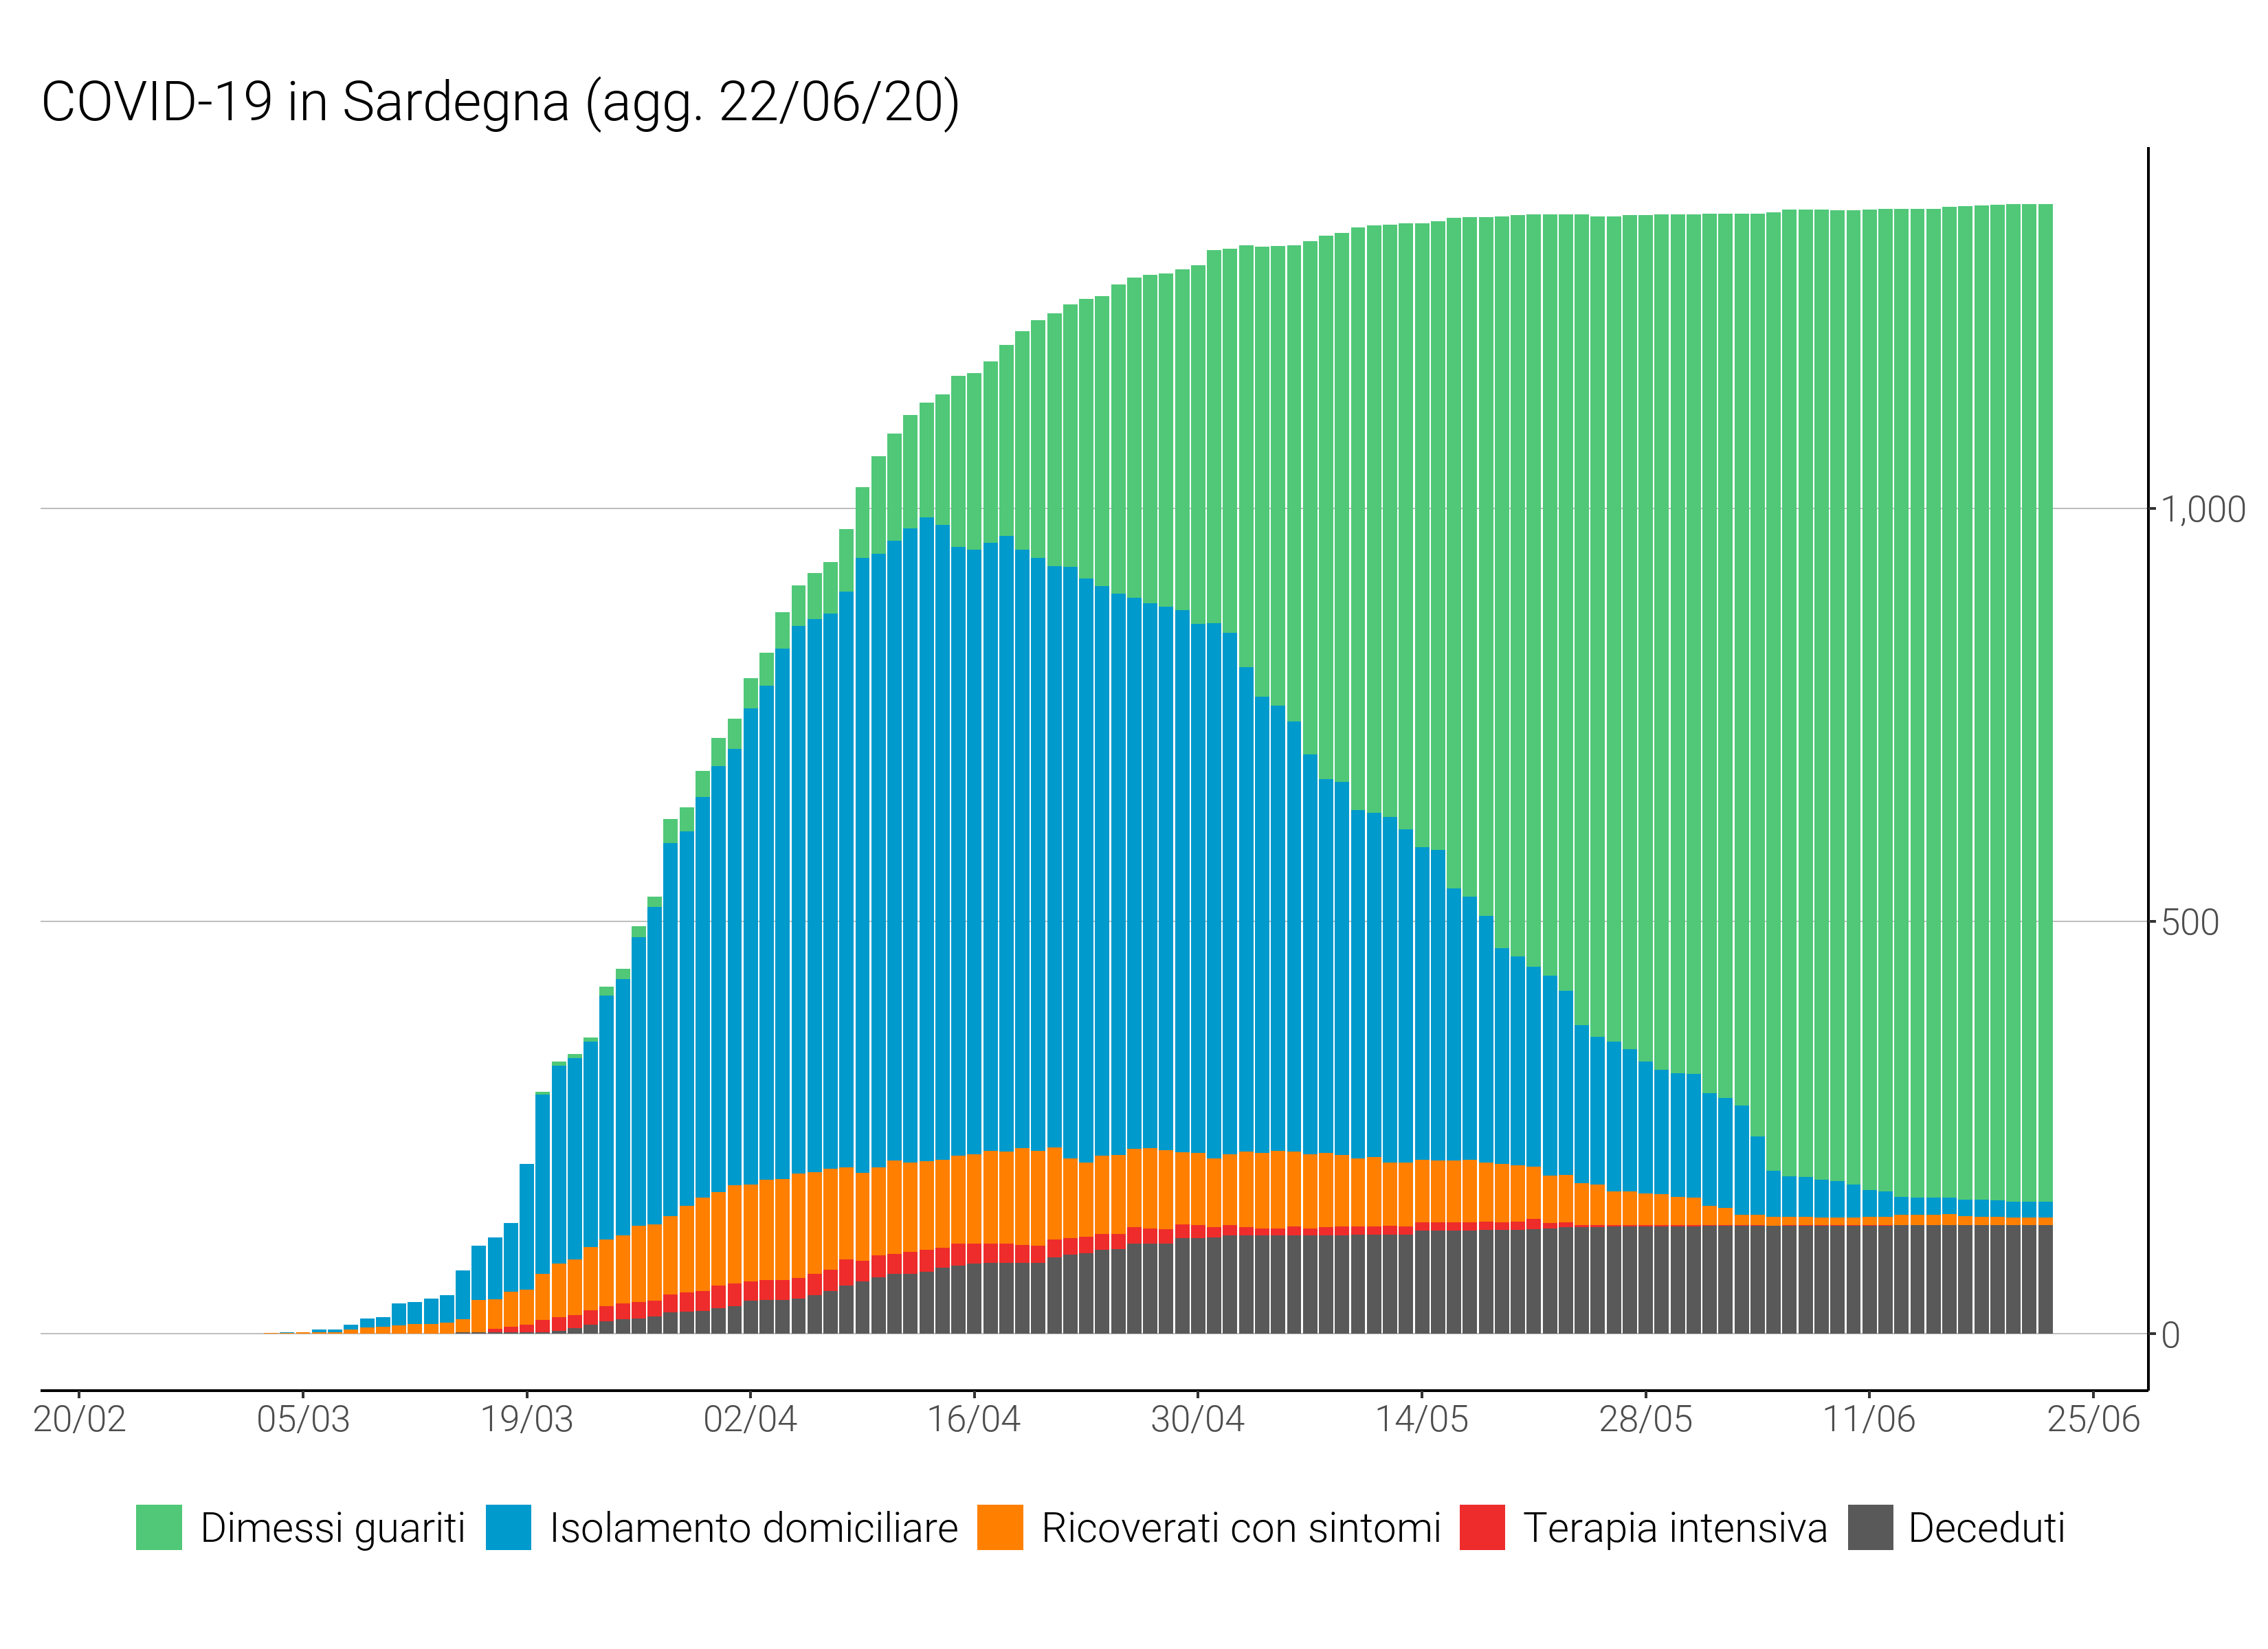 COVID-19 in Sardegna (agg. 22/06/20)
1,000
500
0
20/02 05/03 19/03 02/04 16/04 30/04 14/05 28/05 11/06 25/06
Dimessi guariti Isolamento domiciliare Ricoverati con sintomi Terapia intensiva Deceduti